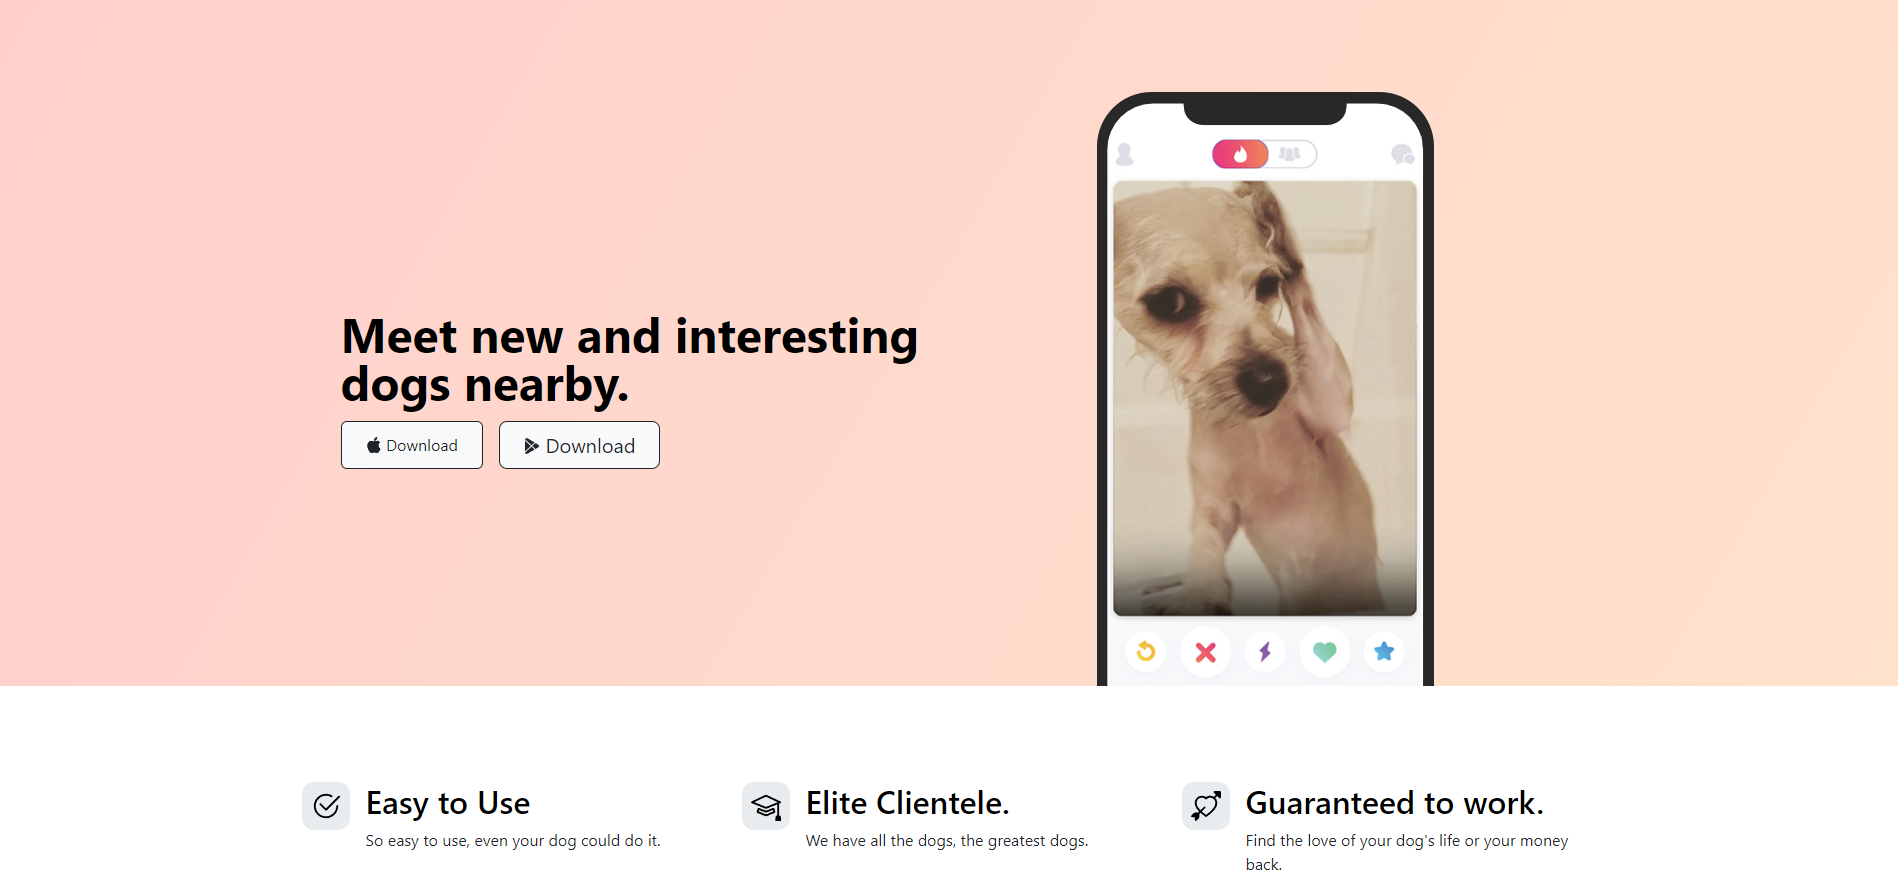 Meet new and interesting
dogs nearby.
Download
Download
Easy to Use
So easy to use, even your dog could do it.
Elite Clientele.
We have all the dogs, the greatest dogs.
Guaranteed to work.
Find the love of your dog's life or your money
back.